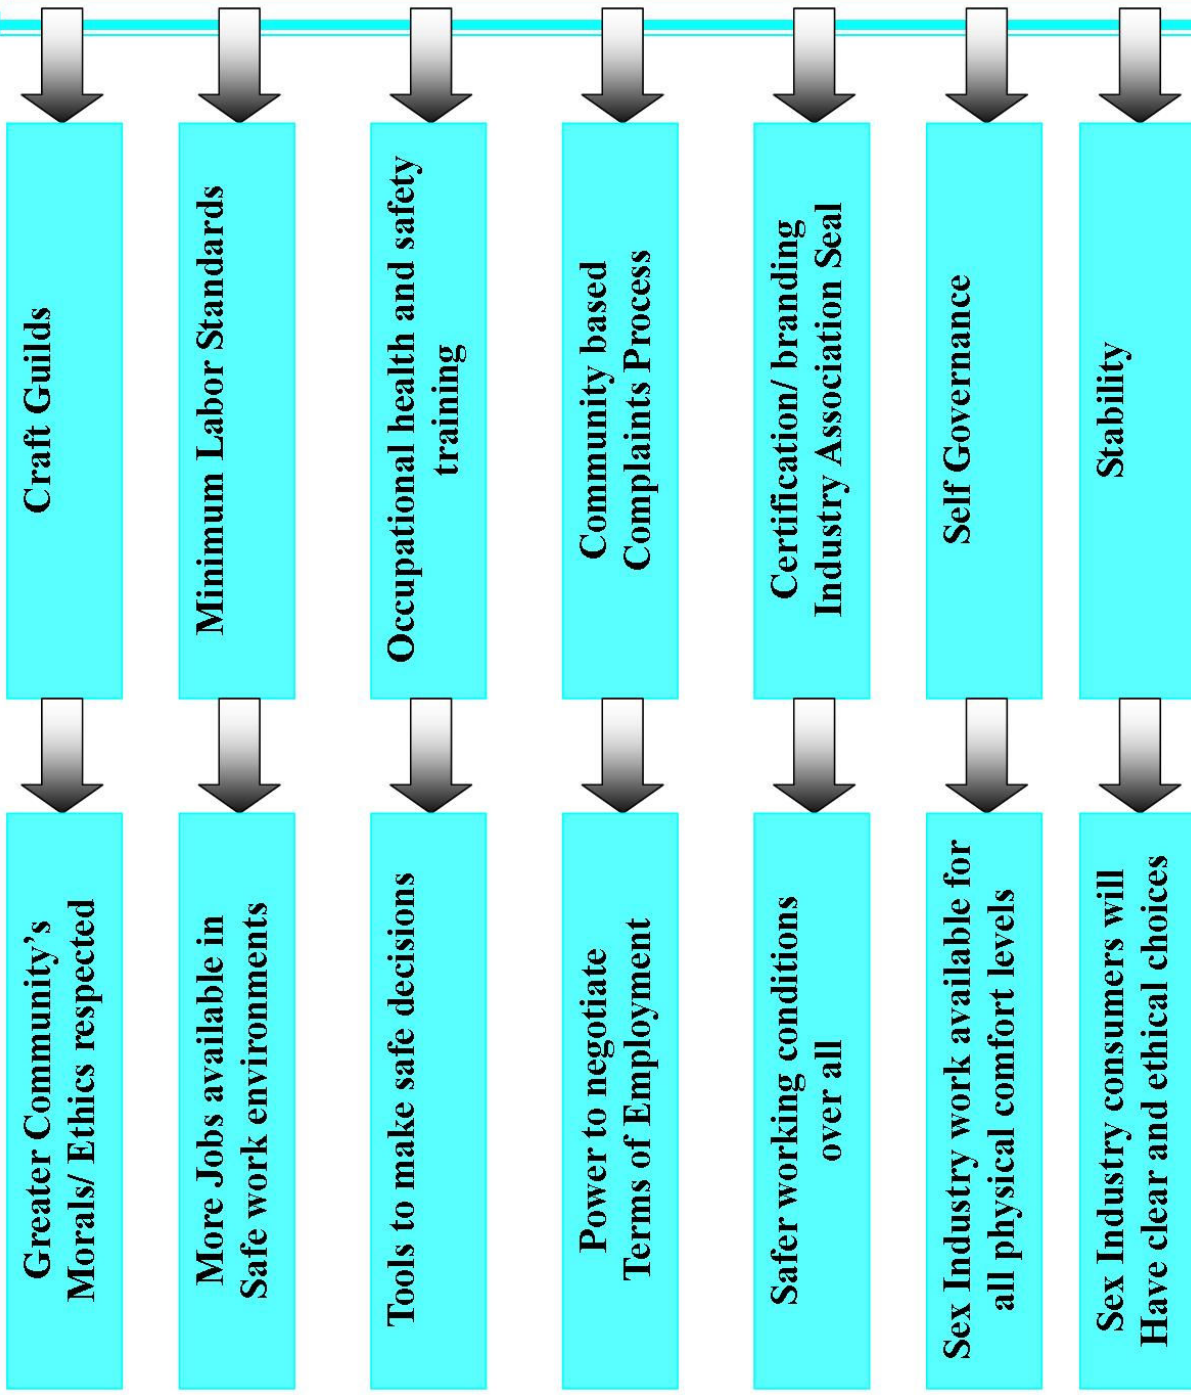 Craft Guilds
Minimum Labor Standards
Occupational health and safety
training
Community based
Complaints Process
Certification/ branding
Industry Association Seal
Self Governance
Stability
Greater Community’s
Morals/ Ethics respected
More Jobs available in
Safe work environments
Tools to make safe decisions
Power to negotiate
Terms of Employment
Safer working conditions
over all
Sex Industry work available for
all physical comfort levels
Sex Industry consumers will
Have clear and ethical choices